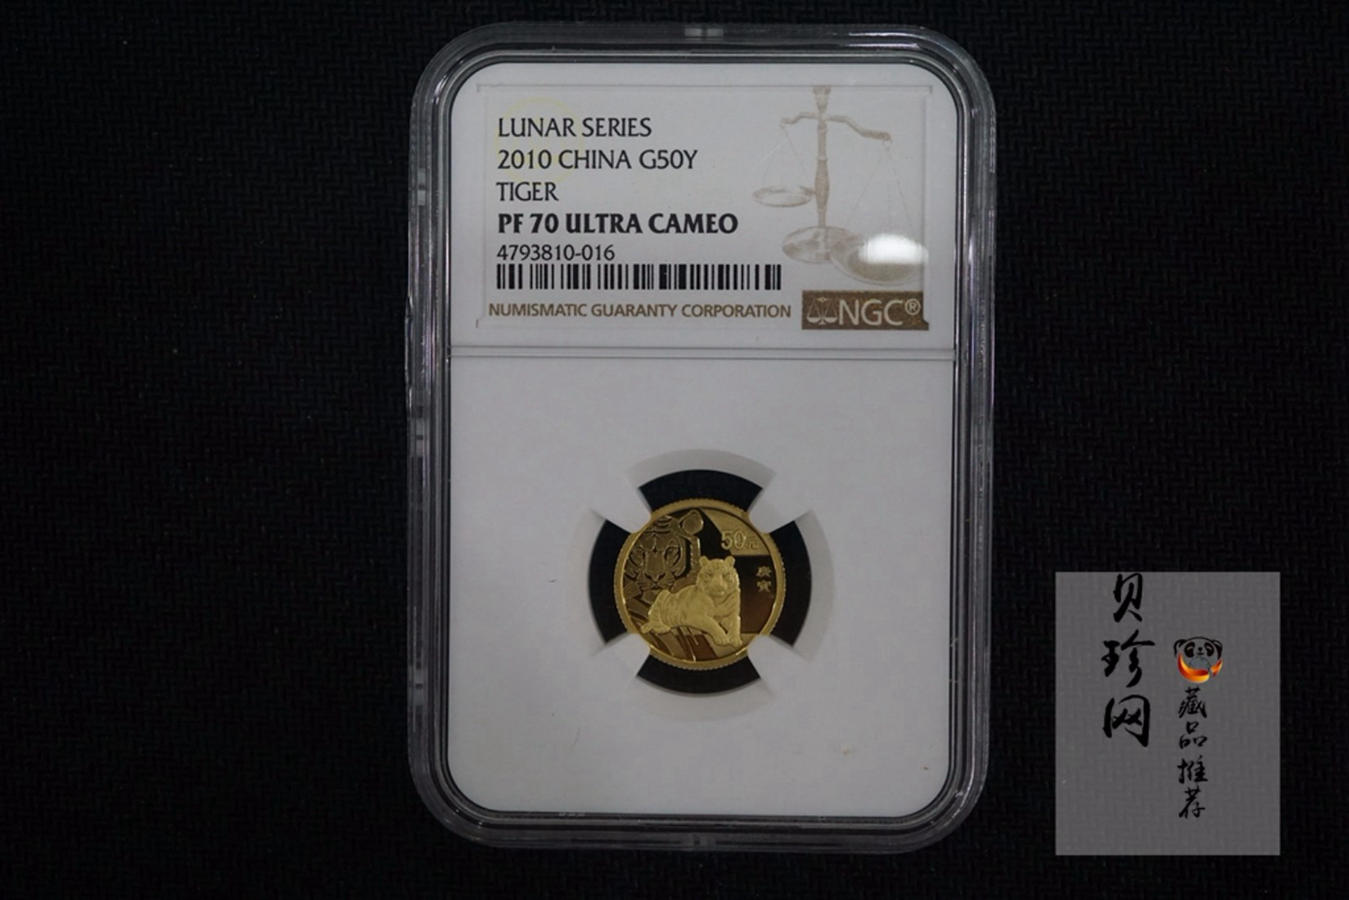 LUNAR SERIES
2010 CHINA G50Y
TIGER
PF 70 ULTRA CAMEO
4793810-016
NUMISMATIC GUARANTY CORPORATION
NGC®
50元
庚
寅
贝珍网
藏品推荐